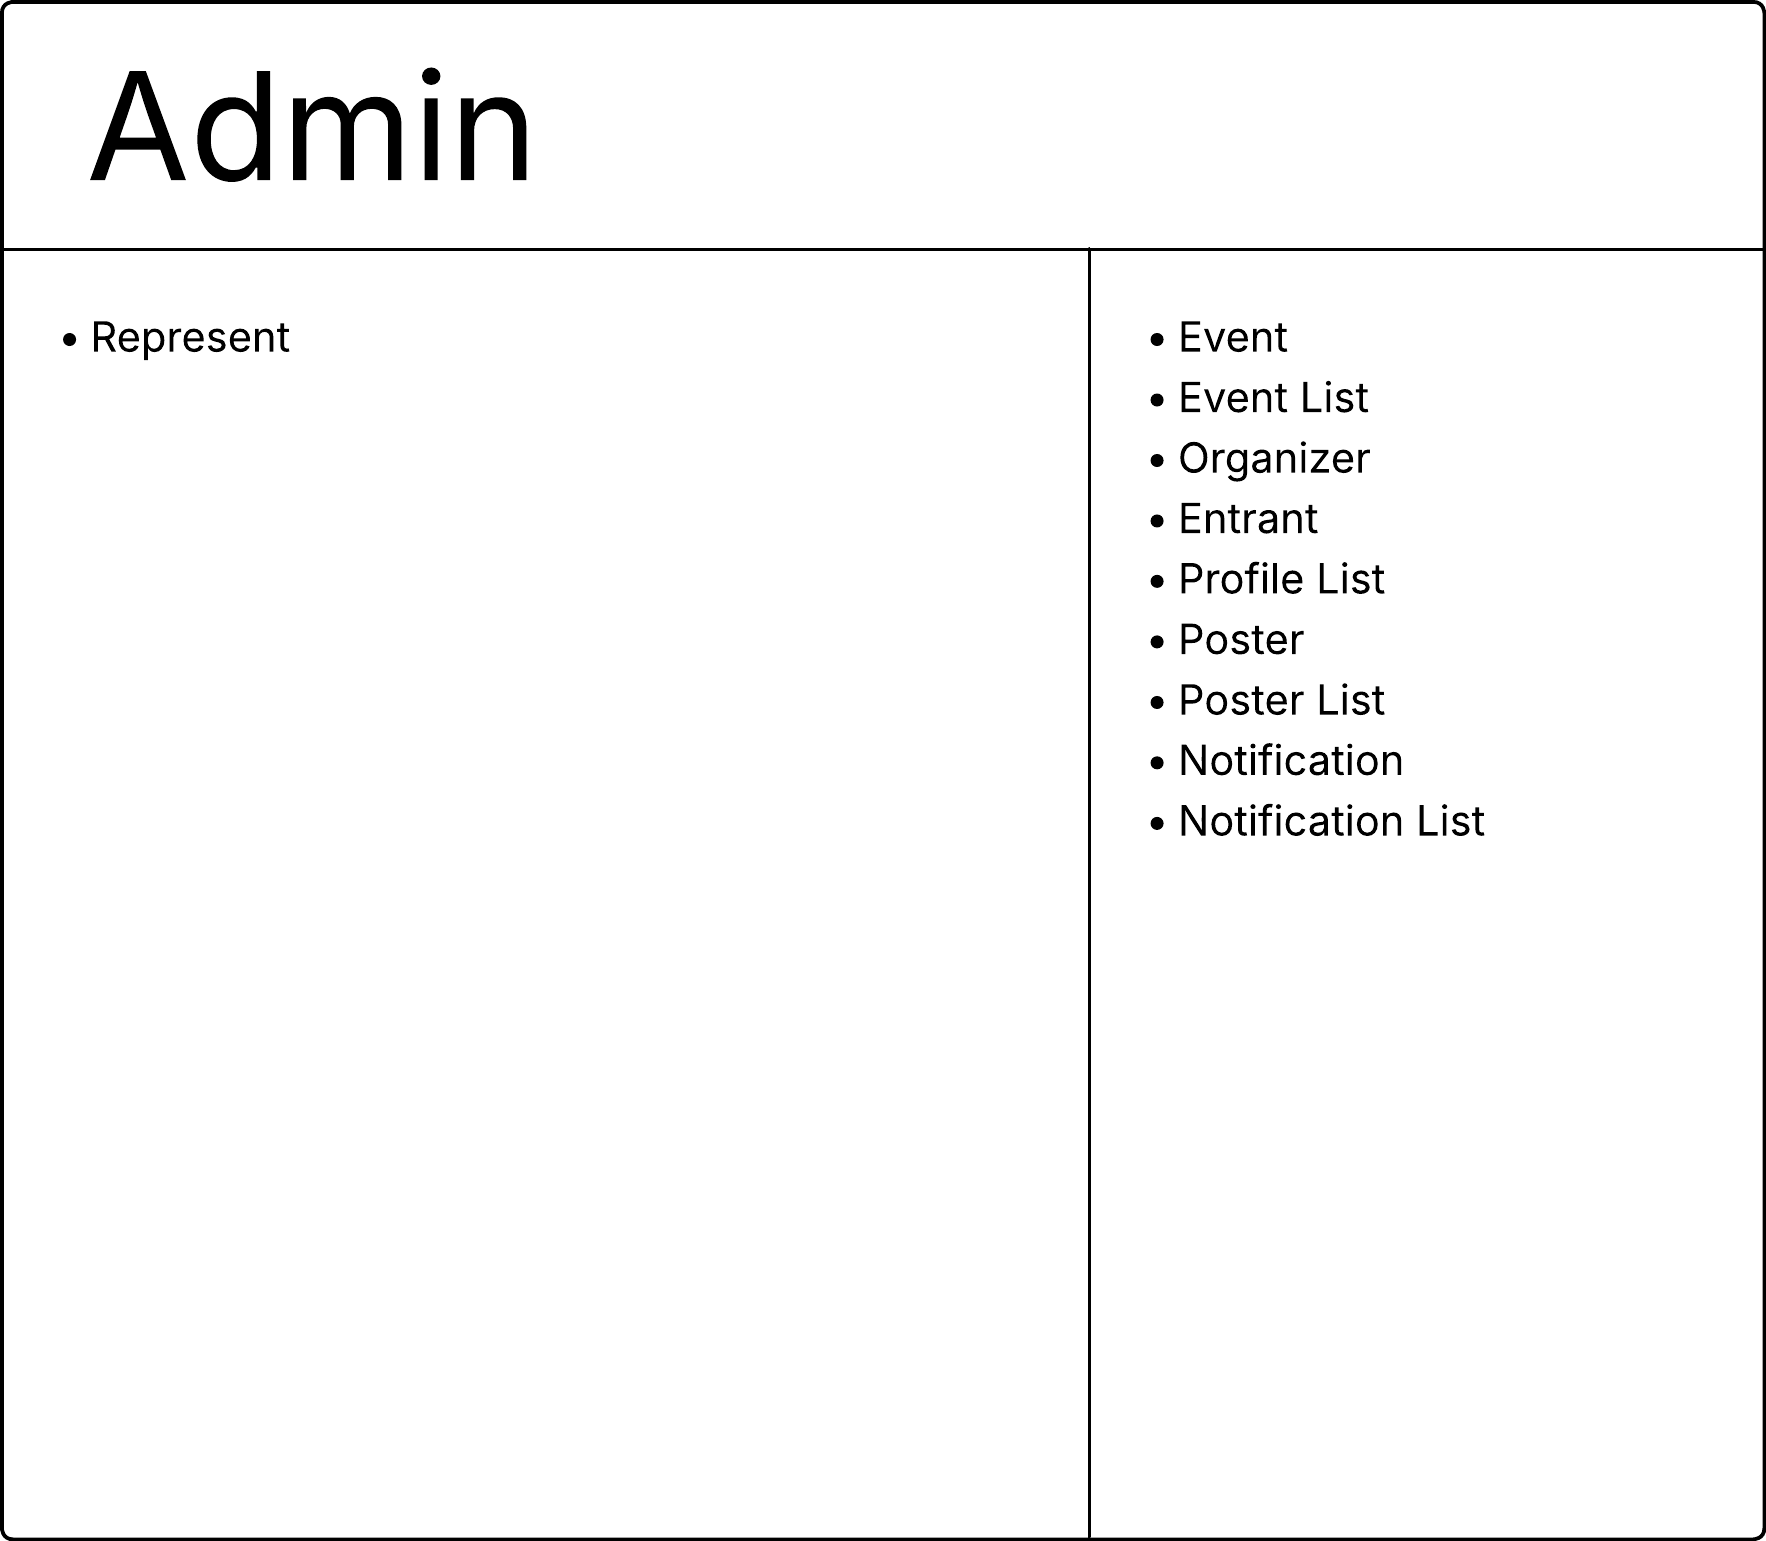 Admin
• Represent
• Event
• Event List
• Organizer
• Entrant
• Profile List
• Poster
• Poster List
• Notification
• Notification List